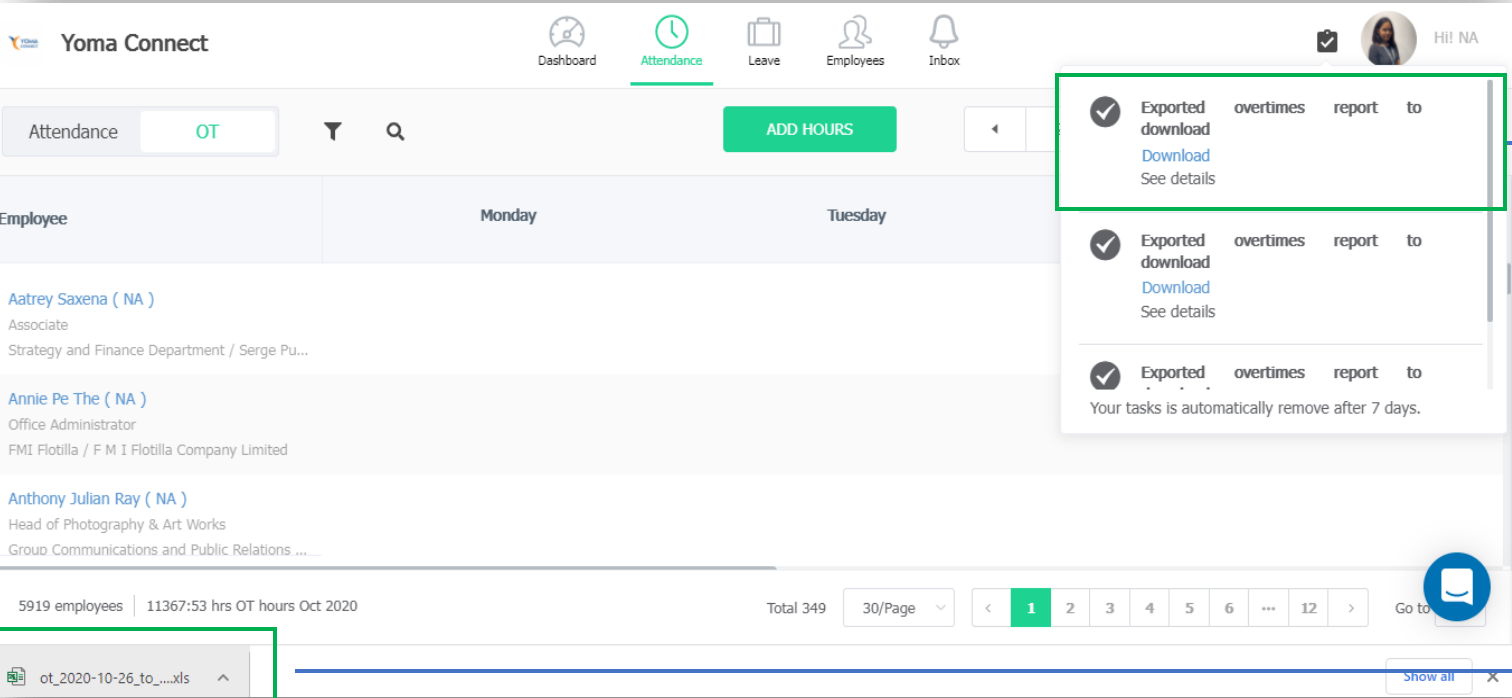 Yoma Connect
Dashboard
Attendance
Leave
Employees
Inbox
Hi! NA
Attendance
OT
ADD HOURS
Exported overtimes report to
download
Download
See details
Exported overtimes report to
download
Download
See details
Exported overtimes report to
Your tasks is automatically remove after 7 days.
Employee
Monday
Tuesday
Aatrey Saxena ( NA )
Associate
Strategy and Finance Department / Serge Pu...
Annie Pe The ( NA )
Office Administrator
FMI Flotilla / F M I Flotilla Company Limited
Anthony Julian Ray ( NA )
Head of Photography & Art Works
Group Communications and Public Relations ...
5919 employees
11367:53 hrs OT hours Oct 2020
Total 349
30/Page
1 2 3 4 5 6 ... 12
Go to
ot_2020-10-26_to_....xls
Show all